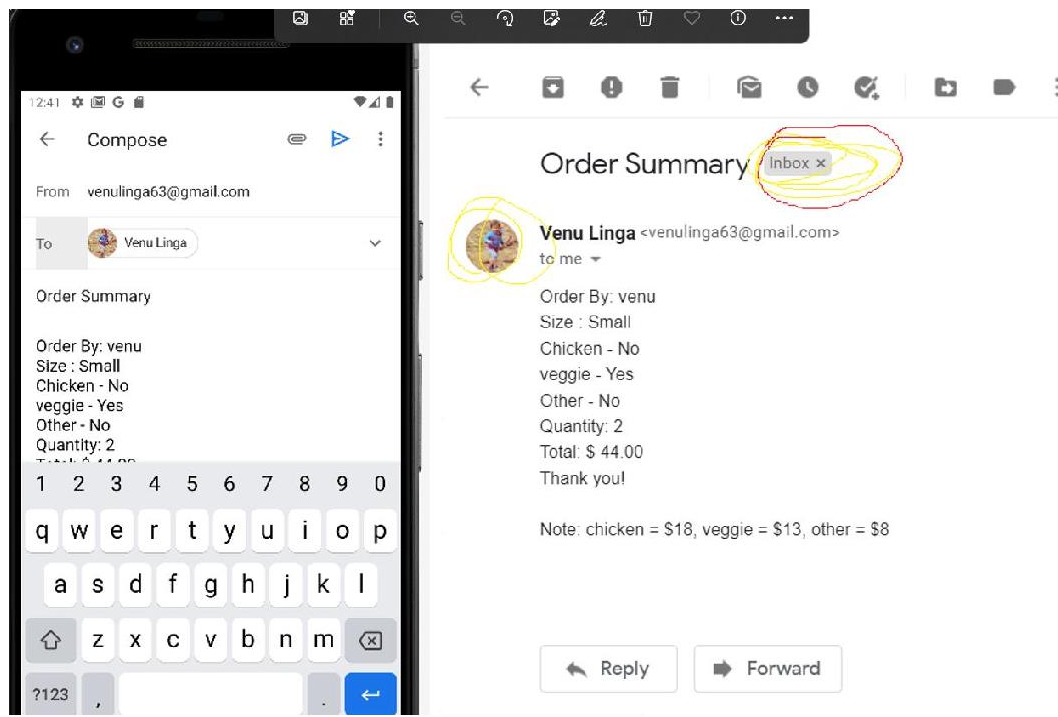 12:41
Compose
From venulinga63@gmail.com
To Venu Linga
Order Summary
Order By: venu
Size : Small
Chicken - No
veggie - Yes
Other - No
Quantity: 2
Total: $ 44.00
1 2 3 4 5 6 7 8 9 0
q w e r t y u i o p
a s d f g h j k l
z x c v b n m
?123 , .
Order Summary Inbox ×
Venu Linga <venulinga63@gmail.com>
to me
Order By: venu
Size : Small
Chicken - No
veggie - Yes
Other - No
Quantity: 2
Total: $ 44.00
Thank you!
Note: chicken = $18, veggie = $13, other = $8
Reply Forward